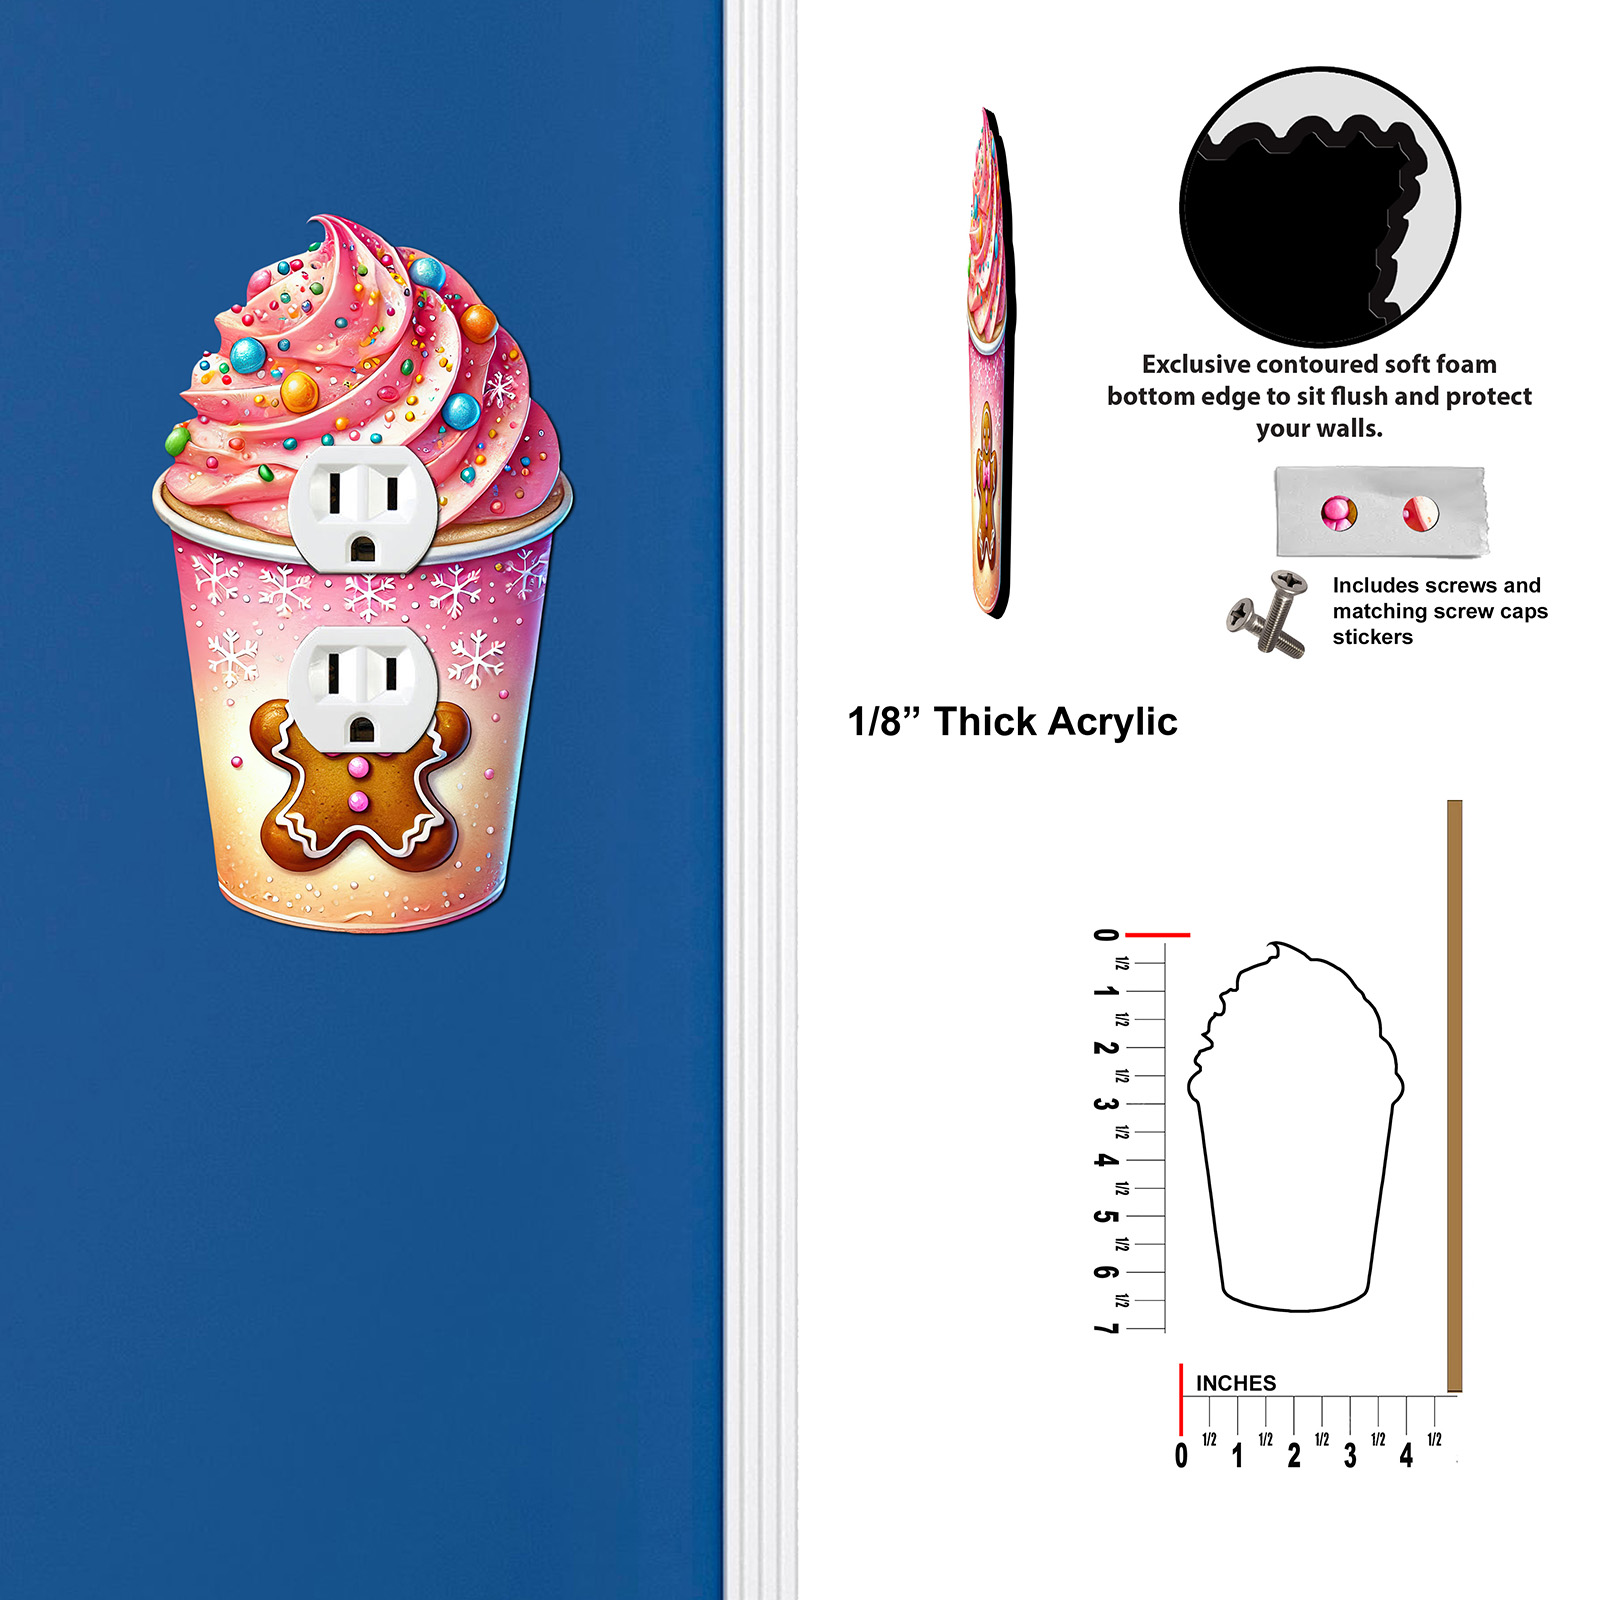 Exclusive contoured soft foam
bottom edge to sit flush and protect
your walls.
Includes screws and
matching screw caps
stickers
1/8” Thick Acrylic
0
1/2
1
1/2
2
1/2
3
1/2
4
1/2
5
1/2
6
1/2
7
INCHES
0 1/2 1 1/2 2 1/2 3 1/2 4 1/2